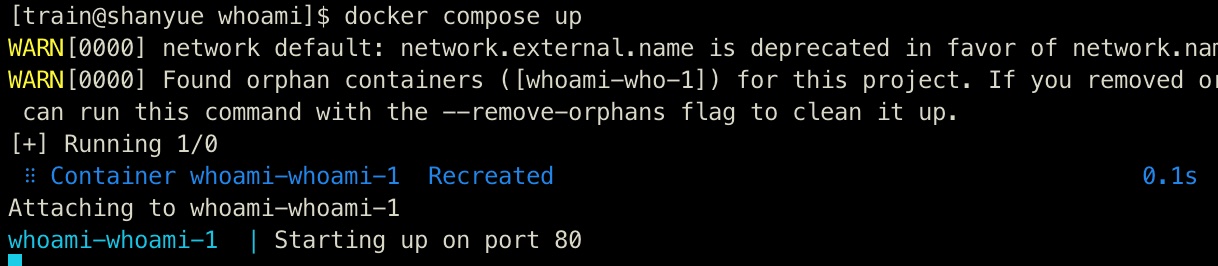 [train@shanyue whoami]$ docker compose up
WARN[0000] network default: network.external.name is deprecated in favor of network.nam
WARN[0000] Found orphan containers ([whoami-who-1]) for this project. If you removed or
can run this command with the --remove-orphans flag to clean it up.
[+] Running 1/0
⠿ Container whoami-whoami-1  Recreated 0.1s
Attaching to whoami-whoami-1
whoami-whoami-1  | Starting up on port 80